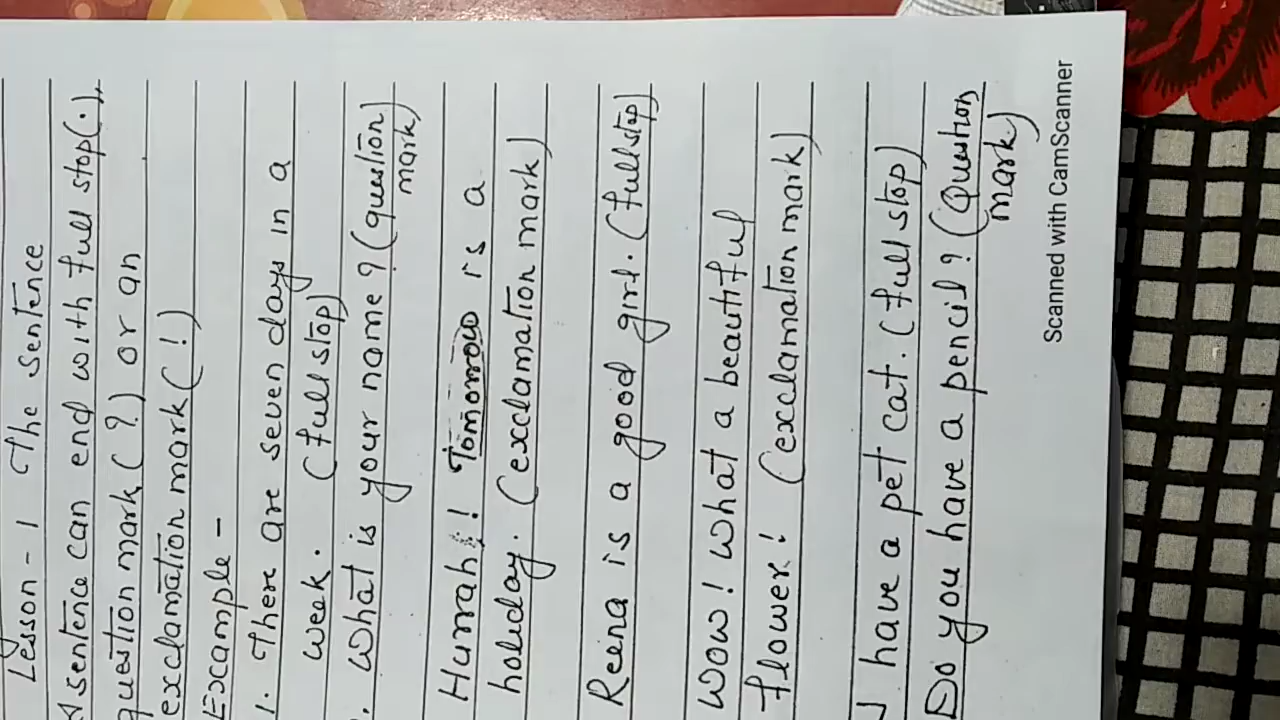 Lesson - 1 The sentence
A sentence can end with full stop(.),
question mark (?) or an
exclamation mark (!)
Example -
1. There are seven days in a
week. (full stop)
. What is your name? (question
mark)
Hurrah! Tomorrow is a
holiday. (exclamation mark)
Reena is a good girl. (full stop)
Wow! What a beautiful
flower! (exclamation mark)
I have a pet cat. (full stop)
Do you have a pencil? (Question
mark)
Scanned with CamScanner